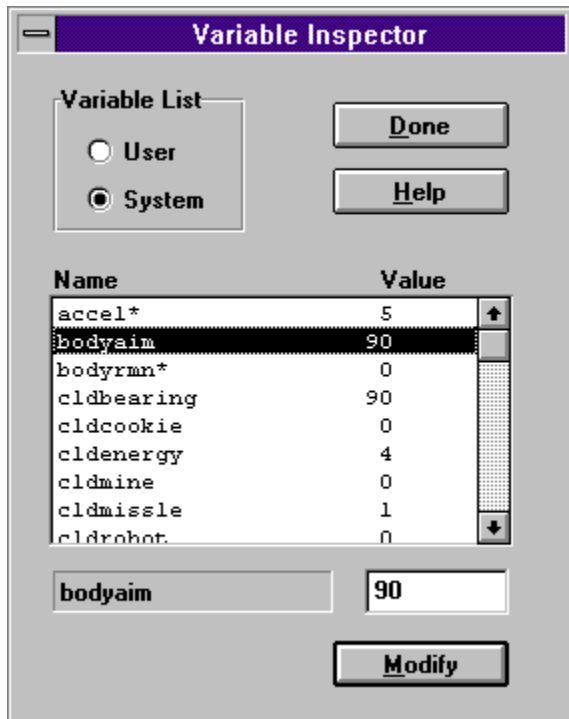 Variable Inspector
Variable List
User
System
Done
Help
Name Value
accel* 5
bodyaim 90
bodyrmn* 0
cldbearing 90
cldcookie 0
cldenergy 4
cldmine 0
cldmissle 1
cldrobot 0
bodyaim 90
Modify